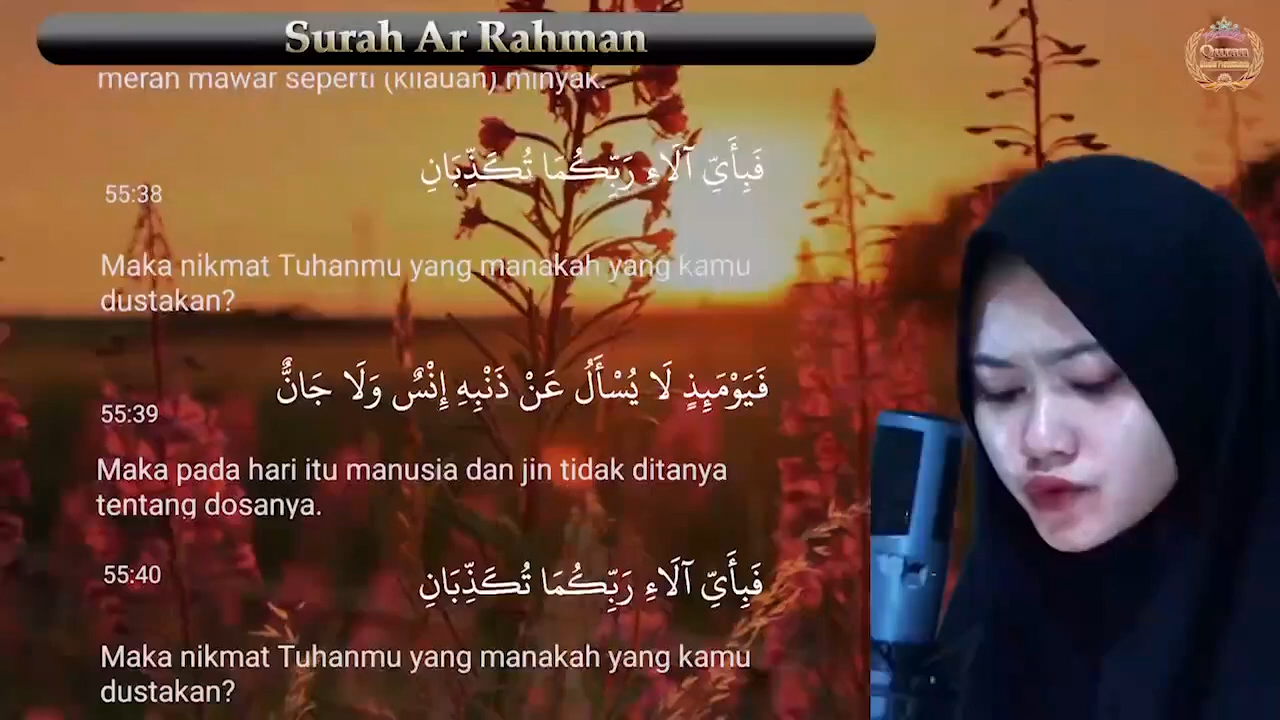 Surah Ar Rahman
merah mawar seperti (kilauan) minyak.
فَبِأَيِّ آلَاءِ رَبِّكُمَا تُكَذِّبَانِ
55:38
Maka nikmat Tuhanmu yang manakah yang kamu
dustakan?
فَيَوْمَئِذٍ لَا يُسْأَلُ عَنْ ذَنْبِهِ إِنْسٌ وَلَا جَانٌّ
55:39
Maka pada hari itu manusia dan jin tidak ditanya
tentang dosanya.
فَبِأَيِّ آلَاءِ رَبِّكُمَا تُكَذِّبَانِ
55:40
Maka nikmat Tuhanmu yang manakah yang kamu
dustakan?